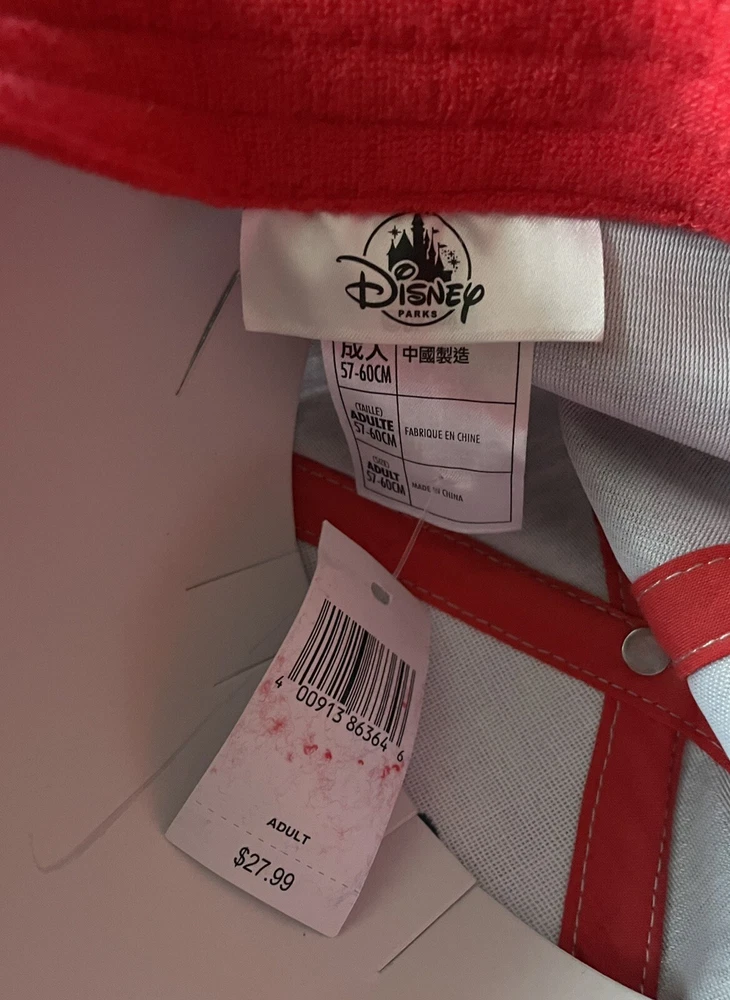 Disney
PARKS
成人
57-60CM
中國製造
(TAILLE)
ADULTE
57-60CM
FABRIQUE EN CHINE
(SIZE)
ADULT
57-60CM
MADE IN CHINA
4 00913 86364 6
ADULT
$27.99